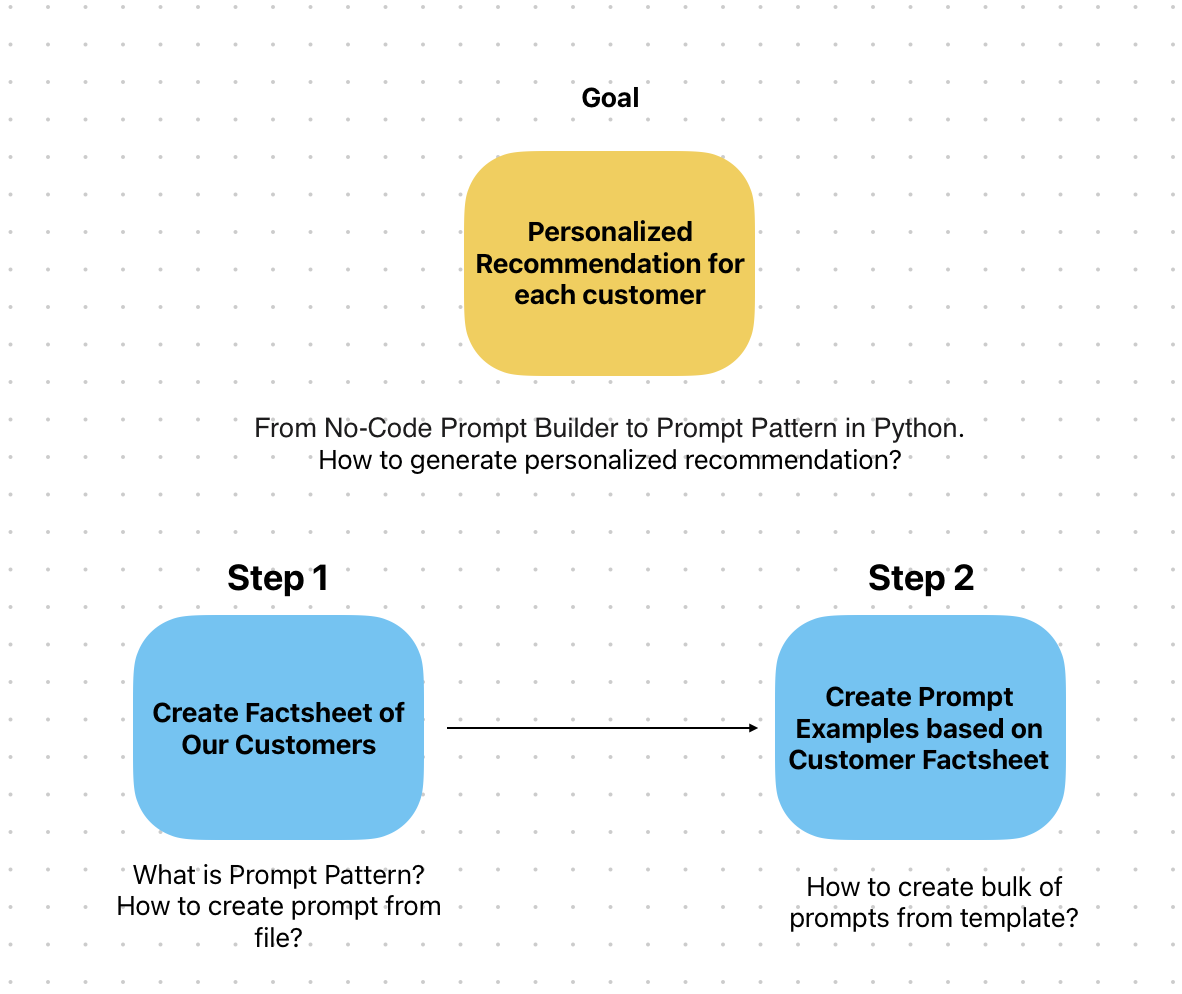 Goal
Personalized
Recommendation for
each customer
From No-Code Prompt Builder to Prompt Pattern in Python.
How to generate personalized recommendation?
Step 1
Create Factsheet of
Our Customers
What is Prompt Pattern?
How to create prompt from
file?
Step 2
Create Prompt
Examples based on
Customer Factsheet
How to create bulk of
prompts from template?